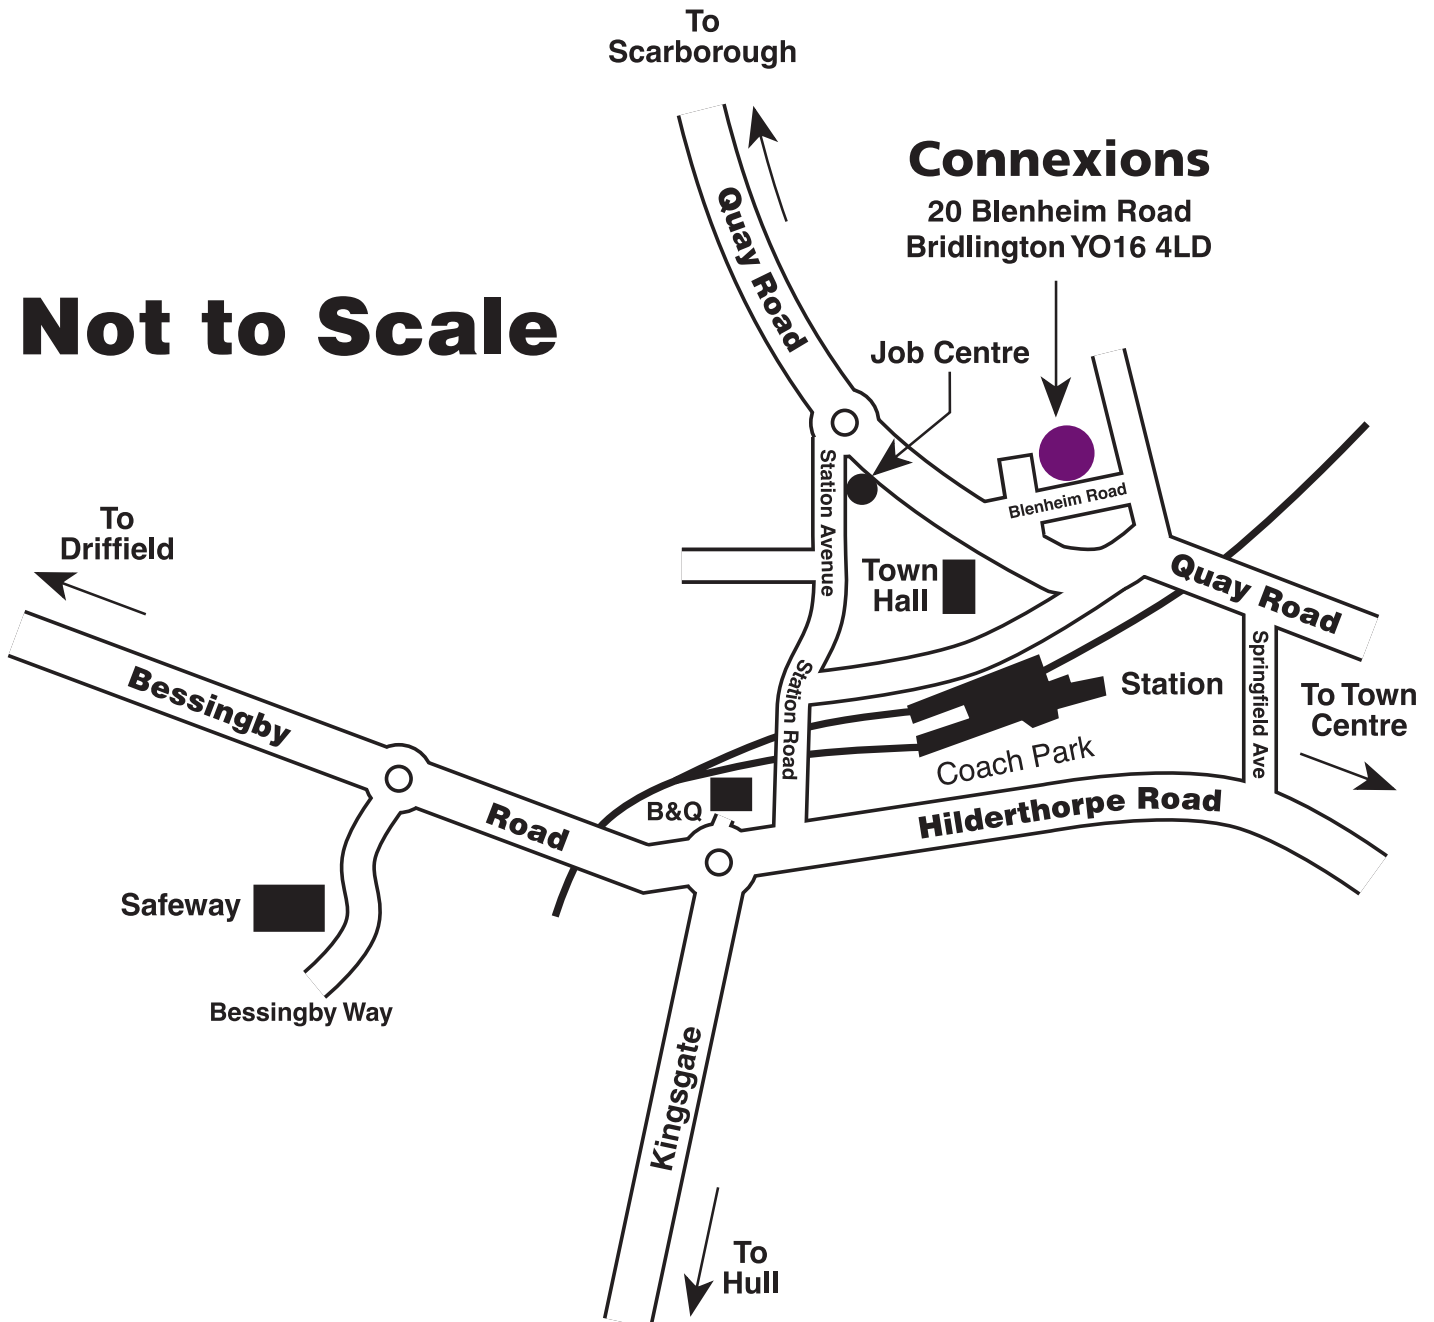 To
Scarborough
Connexions
20 Blenheim Road
Bridlington YO16 4LD
Quay Road
Not to Scale
Job Centre
Station Avenue
Blenheim Road
To
Driffield
Town
Hall
Quay Road
Station Road
Springfield Ave
Station
To Town
Centre
Bessingby
Coach Park
B&Q
Road
Hilderthorpe Road
Safeway
Bessingby Way
Kingsgate
To
Hull